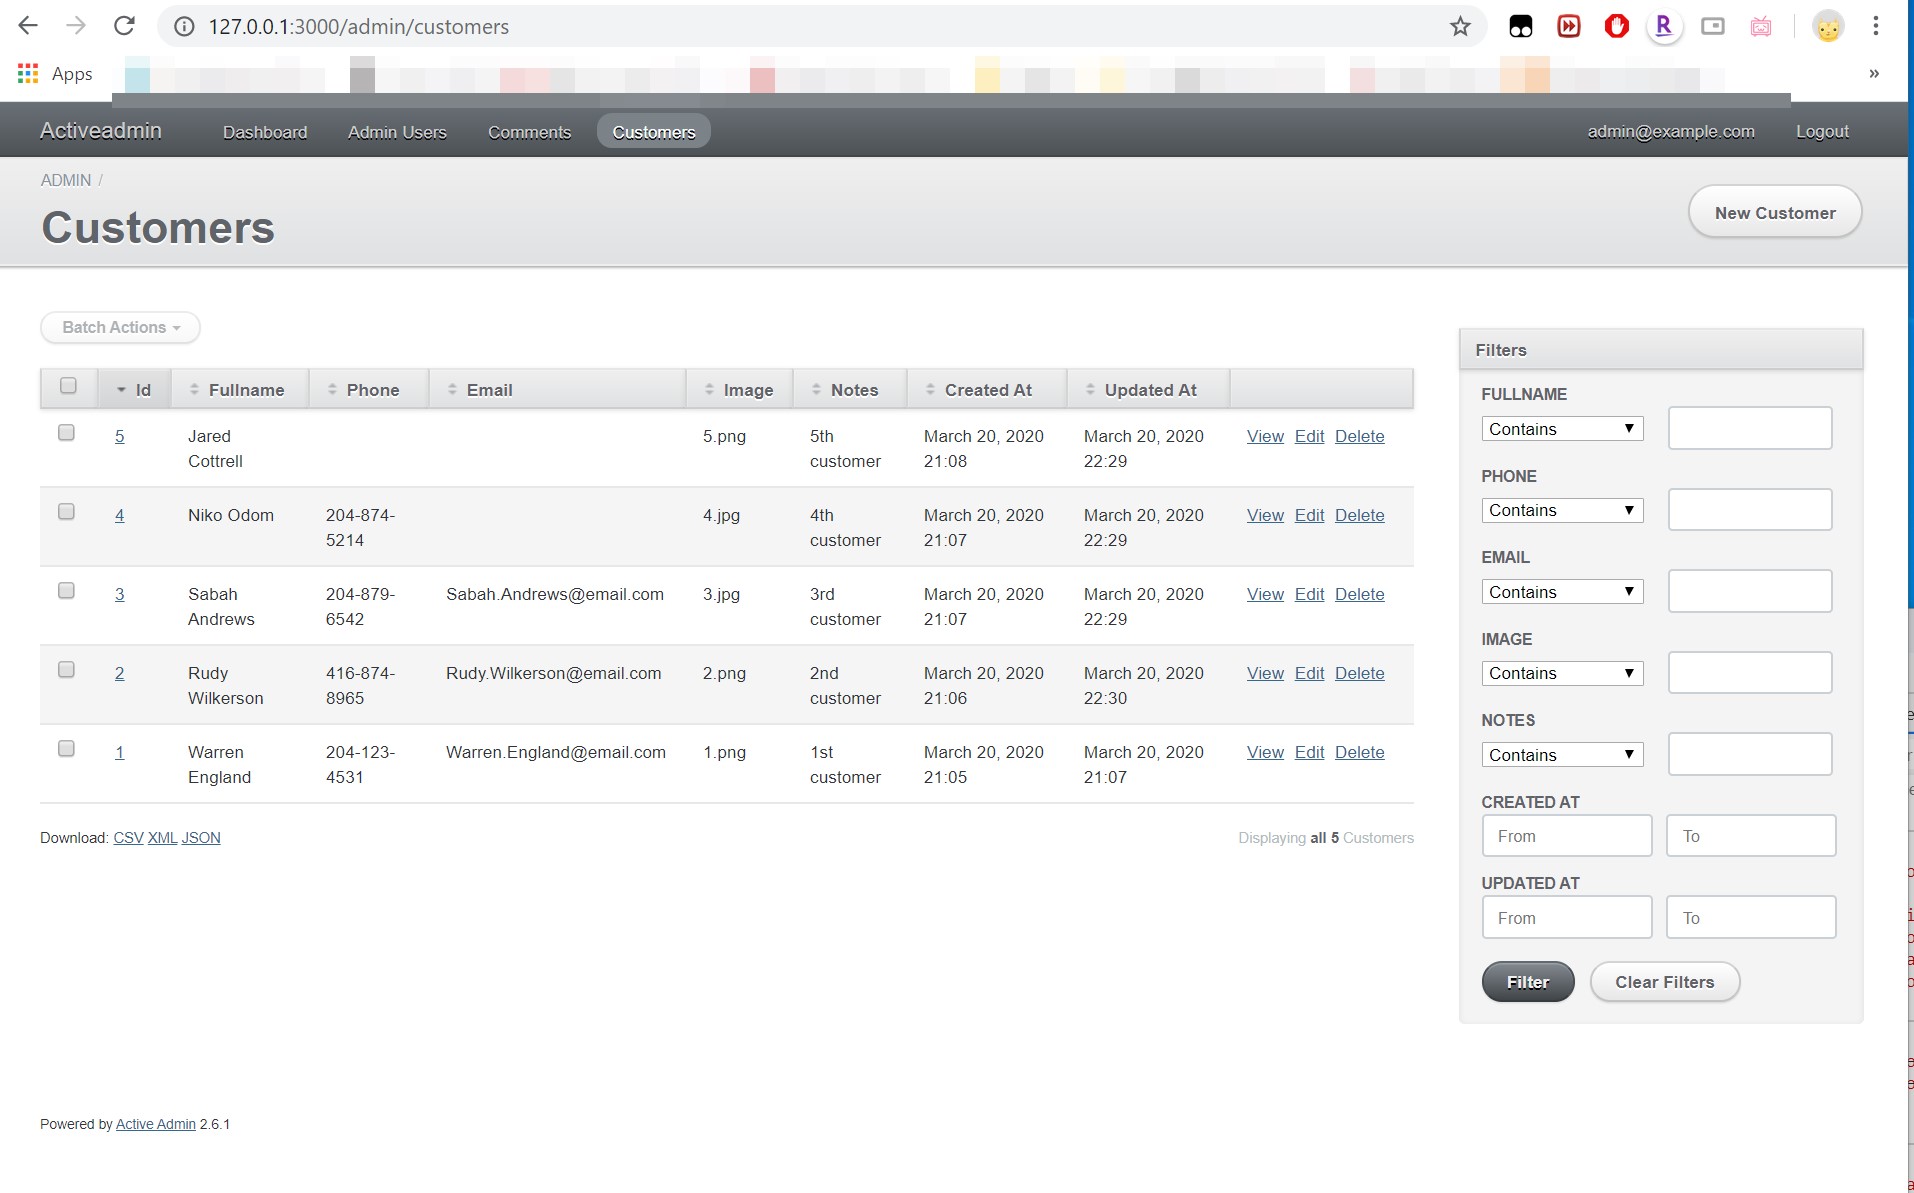 127.0.0.1:3000/admin/customers
Apps
»
Activeadmin Dashboard Admin Users Comments Customers admin@example.com Logout
ADMIN /
Customers
New Customer
Batch Actions
Id Fullname Phone Email Image Notes Created At Updated At
5 Jared Cottrell 5.png 5th customer March 20, 2020 21:08 March 20, 2020 22:29 View Edit Delete
4 Niko Odom 204-874-5214 4.jpg 4th customer March 20, 2020 21:07 March 20, 2020 22:29 View Edit Delete
3 Sabah Andrews 204-879-6542 Sabah.Andrews@email.com 3.jpg 3rd customer March 20, 2020 21:07 March 20, 2020 22:29 View Edit Delete
2 Rudy Wilkerson 416-874-8965 Rudy.Wilkerson@email.com 2.png 2nd customer March 20, 2020 21:06 March 20, 2020 22:30 View Edit Delete
1 Warren England 204-123-4531 Warren.England@email.com 1.png 1st customer March 20, 2020 21:05 March 20, 2020 21:07 View Edit Delete
Download: CSV XML JSON
Displaying all 5 Customers
Filters
FULLNAME
Contains
PHONE
Contains
EMAIL
Contains
IMAGE
Contains
NOTES
Contains
CREATED AT
From To
UPDATED AT
From To
Filter Clear Filters
Powered by Active Admin 2.6.1